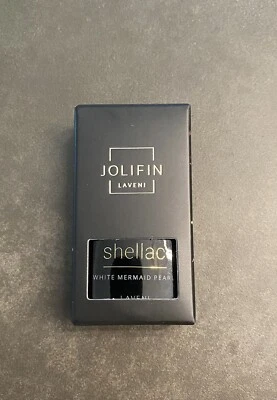 JOLIFIN
LAVENI
shellac
WHITE MERMAID PEARL
LAVENI